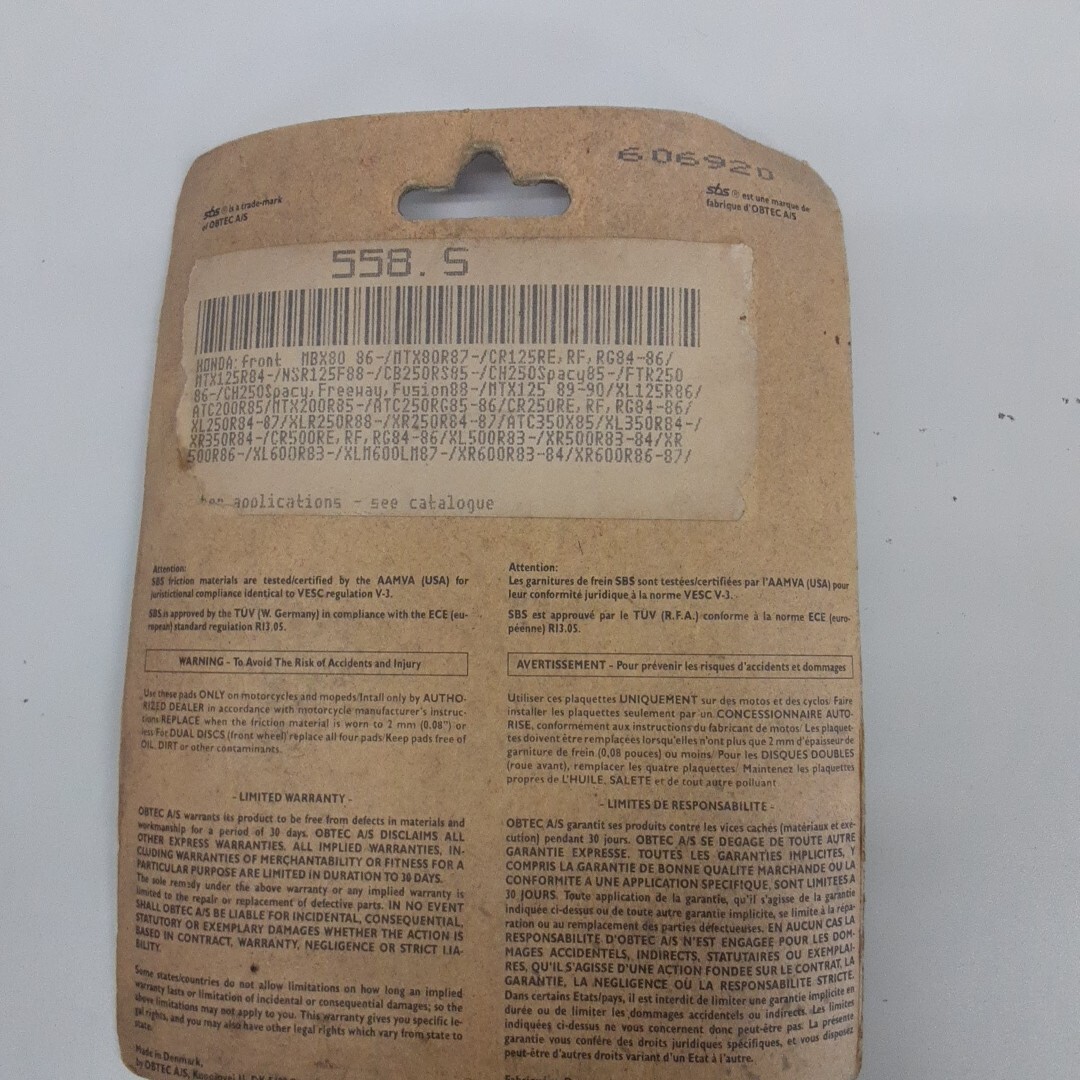 606920
sbs ® is a trade-mark
of OBTEC A/S
sbs ® est une marque de
fabrique d'OBTEC A/S
558.S
HONDA: front MBX80 86-/MTX80R87-/CR125RE,RF,RG84-86/
MTX125R84-/NSR125F88-/CB250RS85-/CH250Spacy85-/FTR250
86-/CH250Spacy,Freeway,Fusion88-/MTX125 89-90/XL125R86/
ATC200R85/MTX200R85-/ATC250RG85-86/CR250RE,RF,RG84-86/
XL250R84-87/XLR250R88-/XR250R84-87/ATC350X85/XL350R84-/
XR350R84-/CR500RE,RF,RG84-86/XL500R83-/XR500R83-84/XR
500R86-/XL600R83-/XLM600LM87-/XR600R83-84/XR600R86-87/
applications - see catalogue
Attention:
SBS friction materials are tested/certified by the AAMVA (USA) for
juristictional compliance identical to VESC regulation V-3.
SBS is approved by the TÜV (W. Germany) in compliance with the ECE (eu-
ropean) standard regulation R13.05.
WARNING - To Avoid The Risk of Accidents and Injury
Use these pads ONLY on motorcycles and mopeds/Intall only by AUTHO-
RIZED DEALER in accordance with motorcycle manufacturer's instruc-
tions REPLACE when the friction material is worn to 2 mm (0.08") or
less For DUAL DISCS (front wheel) replace all four pads/Keep pads free of
OIL, DIRT or other contaminants.
- LIMITED WARRANTY -
OBTEC A/S warrants its product to be free from defects in materials and
workmanship for a period of 30 days. OBTEC A/S DISCLAIMS ALL
OTHER EXPRESS WARRANTIES. ALL IMPLIED WARRANTIES, IN-
CLUDING WARRANTIES OF MERCHANTABILITY OR FITNESS FOR A
PARTICULAR PURPOSE ARE LIMITED IN DURATION TO 30 DAYS.
The sole remedy under the above warranty or any implied warranty is
limited to the repair or replacement of defective parts. IN NO EVENT
SHALL OBTEC A/S BE LIABLE FOR INCIDENTAL, CONSEQUENTIAL,
STATUTORY OR EXEMPLARY DAMAGES WHETHER THE ACTION IS
BASED IN CONTRACT, WARRANTY, NEGLIGENCE OR STRICT LIA-
BILITY.
Some states/countries do not allow limitations on how long an implied
warranty lasts or limitation of incidental or consequential damages; so the
above limitations may not apply to you. This warranty gives you specific le-
gal rights, and you may also have other legal rights which vary from state to
state.
Made in Denmark,
by OBTEC A/S,
Attention:
Les garnitures de frein SBS sont testées/certifiées par l'AAMVA (USA) pour
leur conformité juridique à la norme VESC V-3.
SBS est approuvé par le TÜV (R.F.A.) conforme à la norme ECE (euro-
péenne) R13.05.
AVERTISSEMENT - Pour prévenir les risques d'accidents et dommages
Utiliser ces plaquettes UNIQUEMENT sur des motos et des cyclos/ Faire
installer les plaquettes seulement par un CONCESSIONNAIRE AUTO-
RISE, conformément aux instructions du fabricant de motos/ Les plaquet-
tes doivent être remplacées lorsqu'elles n'ont plus que 2 mm d'épaisseur de
garniture de frein (0,08 pouces) ou moins/ Pour les DISQUES DOUBLES
(roue avant), remplacer les quatre plaquettes/ Maintenez les plaquettes
propres de L'HUILE, SALETE et de tout autre polluant
- LIMITES DE RESPONSABILITE -
OBTEC A/S garantit ses produits contre les vices cachés (matériaux et exé-
cution) pendant 30 jours. OBTEC A/S SE DEGAGE DE TOUTE AUTRE
GARANTIE EXPRESSE. TOUTES LES GARANTIES IMPLICITES, Y
COMPRIS LA GARANTIE DE BONNE QUALITE MARCHANDE OU LA
CONFORMITE A UNE APPLICATION SPECIFIQUE, SONT LIMITEES A
30 JOURS. Toute application de la garantie, qu'il s'agisse de la garantie
indiquée ci-dessus ou de toute autre garantie implicite, se limite à la répa-
ration ou au remplacement des parties défectueuses. EN AUCUN CAS LA
RESPONSABILITE D'OBTEC A/S N'EST ENGAGEE POUR LES DOM-
MAGES ACCIDENTELS, INDIRECTS, STATUTAIRES OU EXEMPLAI-
RES, QU'IL S'AGISSE D'UNE ACTION FONDEE SUR LE CONTRAT, LA
GARANTIE, LA NEGLIGENCE OU LA RESPONSABILITE STRICTE.
Dans certains Etats/pays, il est interdit de limiter une garantie implicite en
durée ou de limiter les dommages accidentels ou indirects. Les limites
indiquées ci-dessus ne vous concernent donc peut-être pas. La présente
garantie vous confère des droits juridiques spécifiques, et vous disposez
peut-être d'autres droits variant d'un Etat à l'autre.